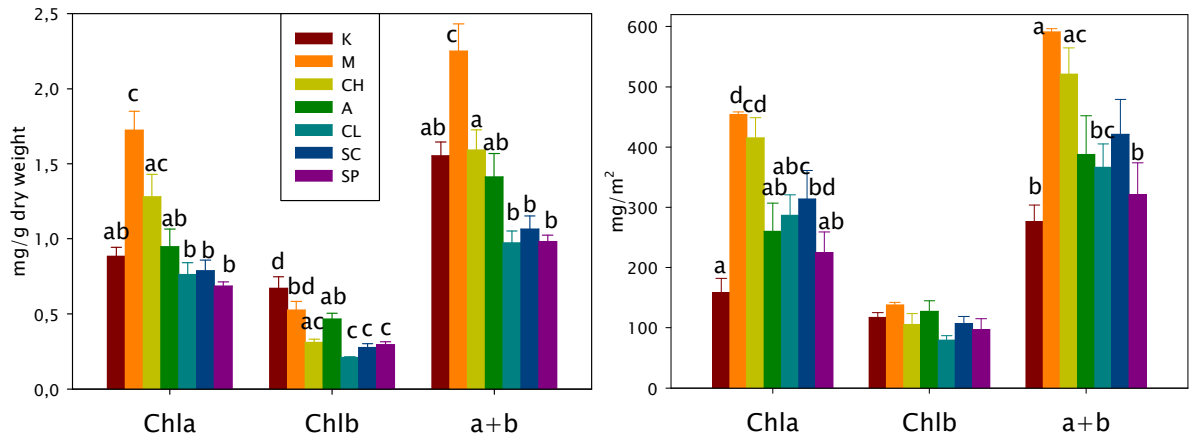 mg/g dry weight
2,5
2,0
1,5
1,0
0,5
0,0
K
M
CH
A
CL
SC
SP
ab
c
ac
ab
b
b
b
d
bd
ac
ab
c
c
c
ab
c
a
ab
b
b
b
Chla
Chlb
a+b
mg/m²
600
500
400
300
200
100
0
a
d
cd
ab
abc
bd
ab
b
a
ac
bc
b
Chla
Chlb
a+b